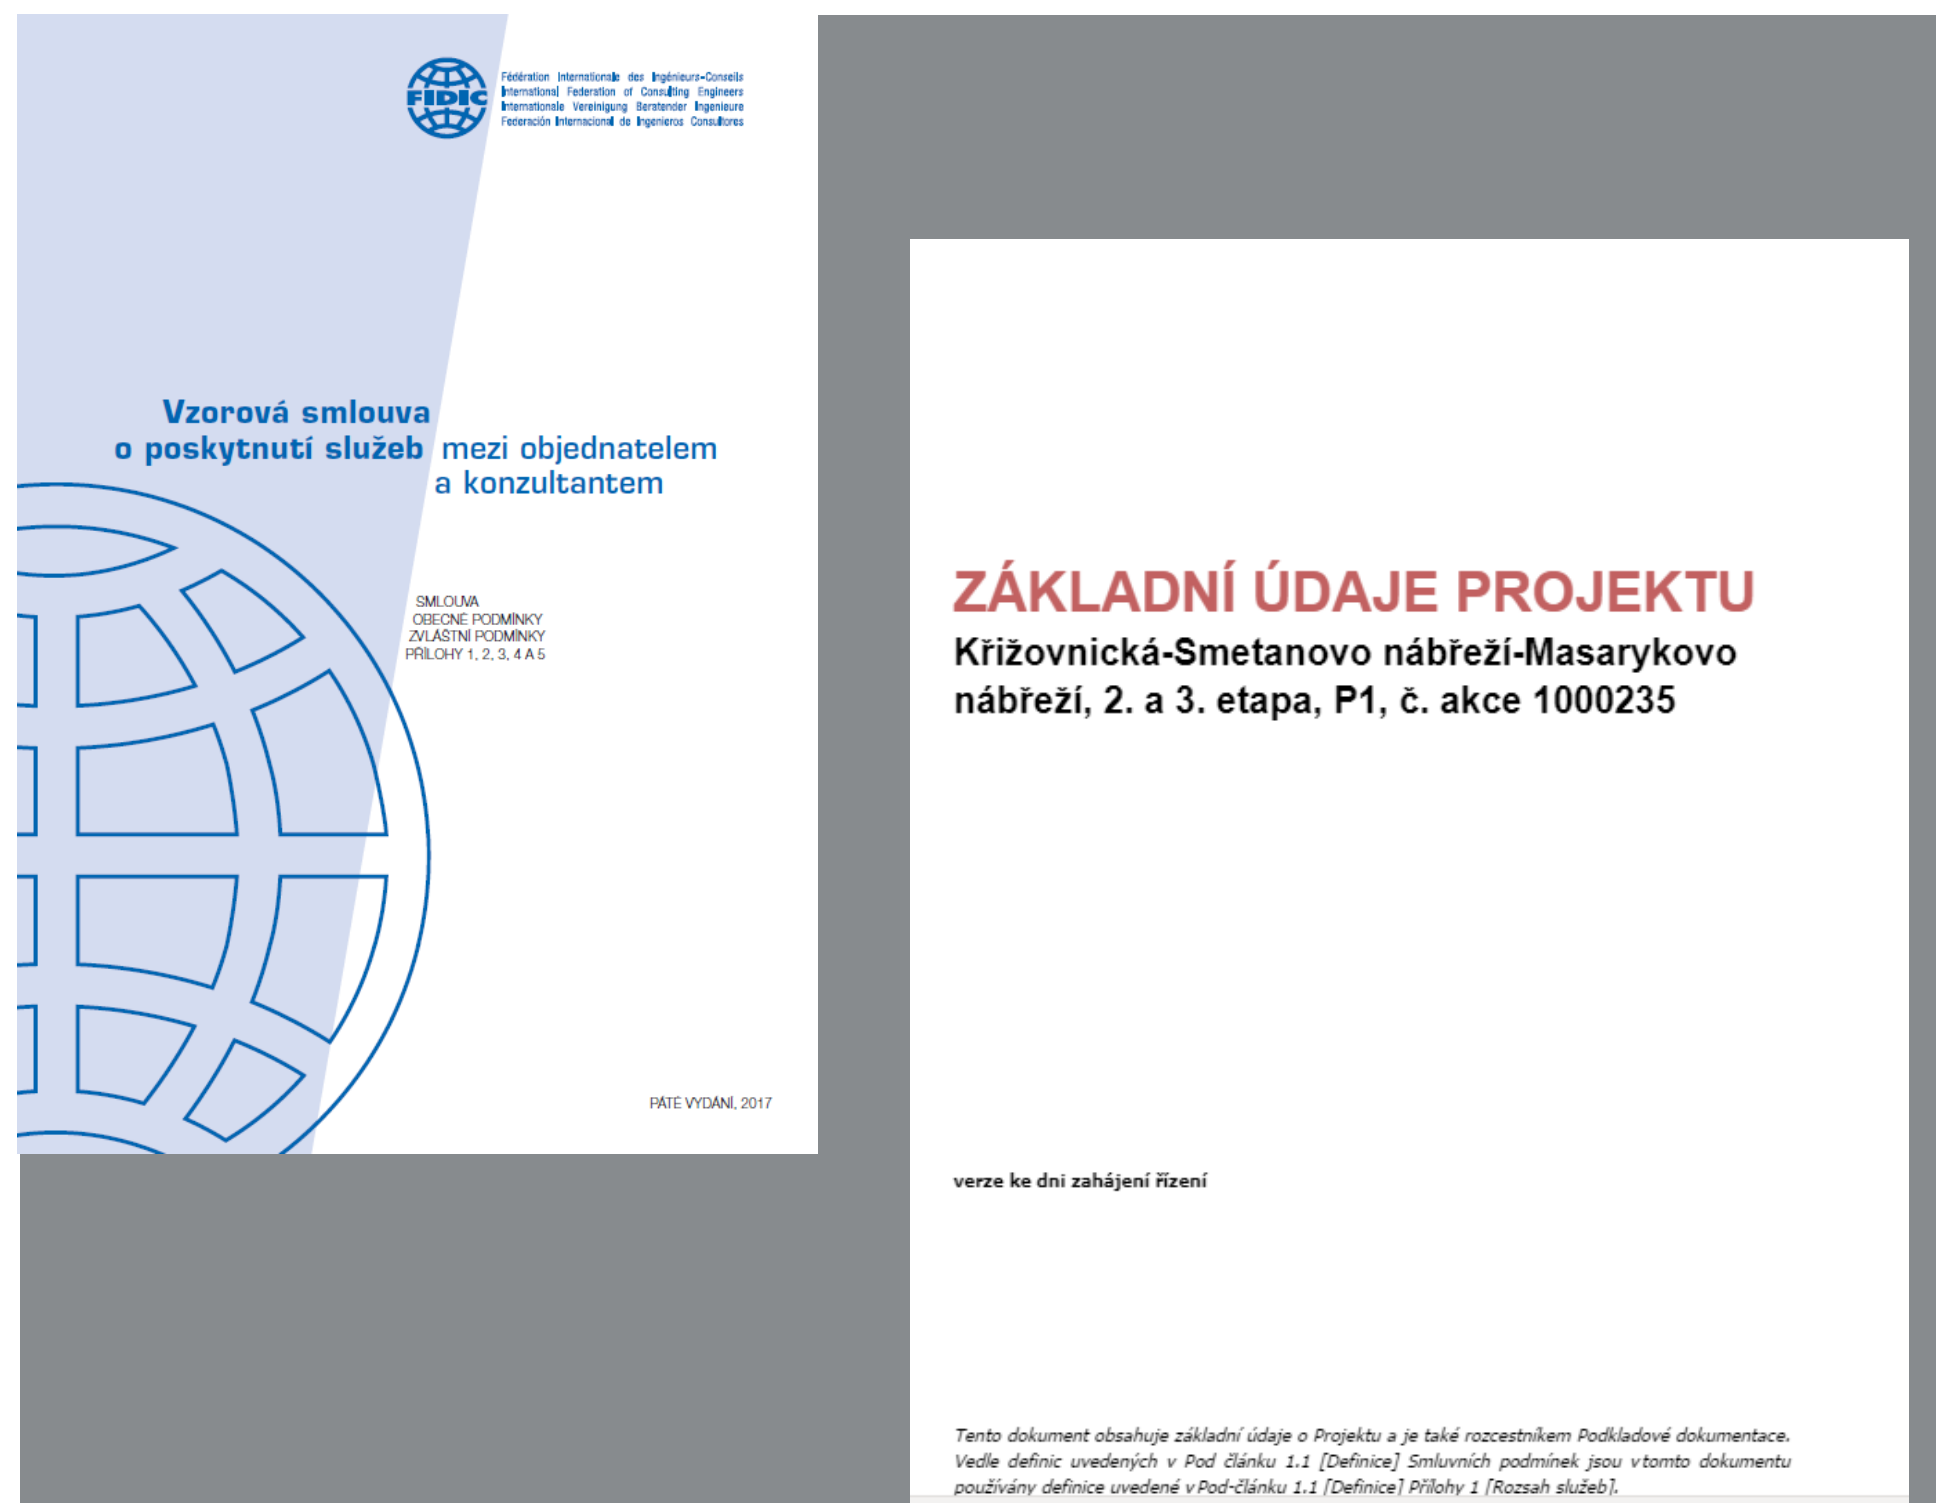 FIDIC
Fédération Internationale des Ingénieurs-Conseils
International Federation of Consulting Engineers
Internationale Vereinigung Beratender Ingenieure
Federación Internacional de Ingenieros Consultores
Vzorová smlouva
o poskytnutí služeb mezi objednatelem
a konzultantem
SMLOUVA
OBECNÉ PODMÍNKY
ZVLÁŠTNÍ PODMÍNKY
PŘÍLOHY 1, 2, 3, 4 A 5
PÁTÉ VYDÁNÍ, 2017
ZÁKLADNÍ ÚDAJE PROJEKTU
Křižovnická-Smetanovo nábřeží-Masarykovo
nábřeží, 2. a 3. etapa, P1, č. akce 1000235
verze ke dni zahájení řízení
Tento dokument obsahuje základní údaje o Projektu a je také rozcestníkem Podkladové dokumentace.
Vedle definic uvedených v Pod článku 1.1 [Definice] Smluvních podmínek jsou v tomto dokumentu
používány definice uvedené v Pod-článku 1.1 [Definice] Přílohy 1 [Rozsah služeb].